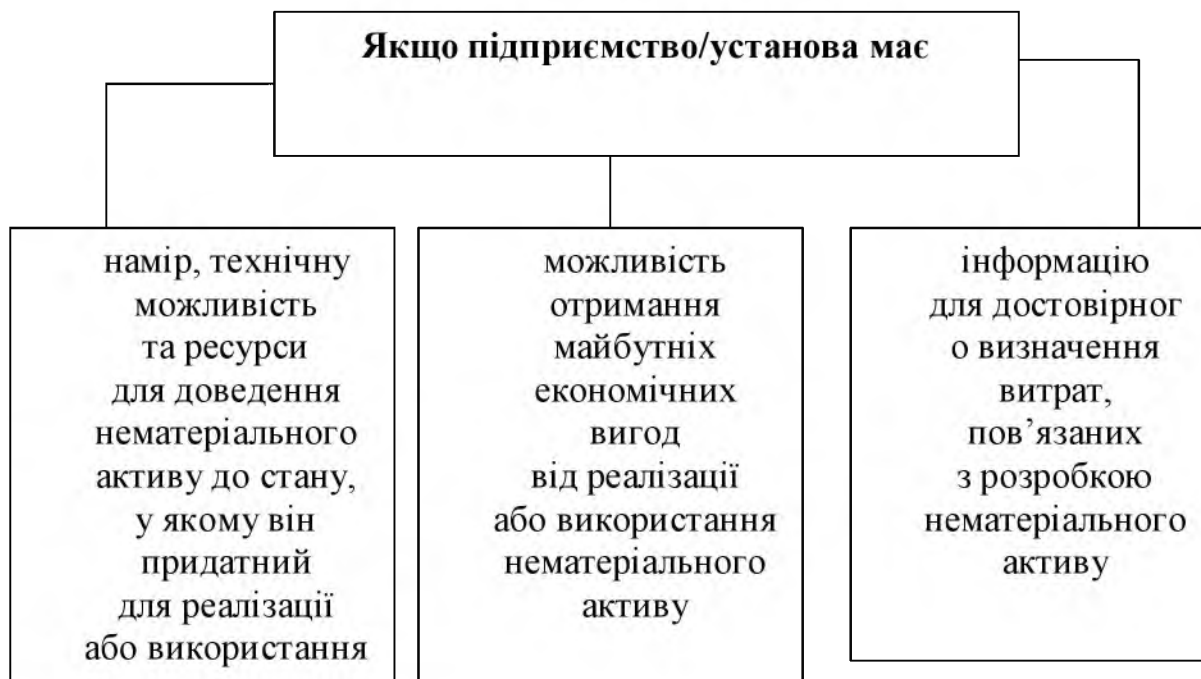 Якщо підприємство/установа має
намір, технічну
можливість
та ресурси
для доведення
нематеріального
активу до стану,
у якому він
придатний
для реалізації
або використання
можливість
отримання
майбутніх
економічних
вигод
від реалізації
або використання
нематеріального
активу
інформацію
для достовірног
о визначення
витрат,
пов’язаних
з розробкою
нематеріального
активу